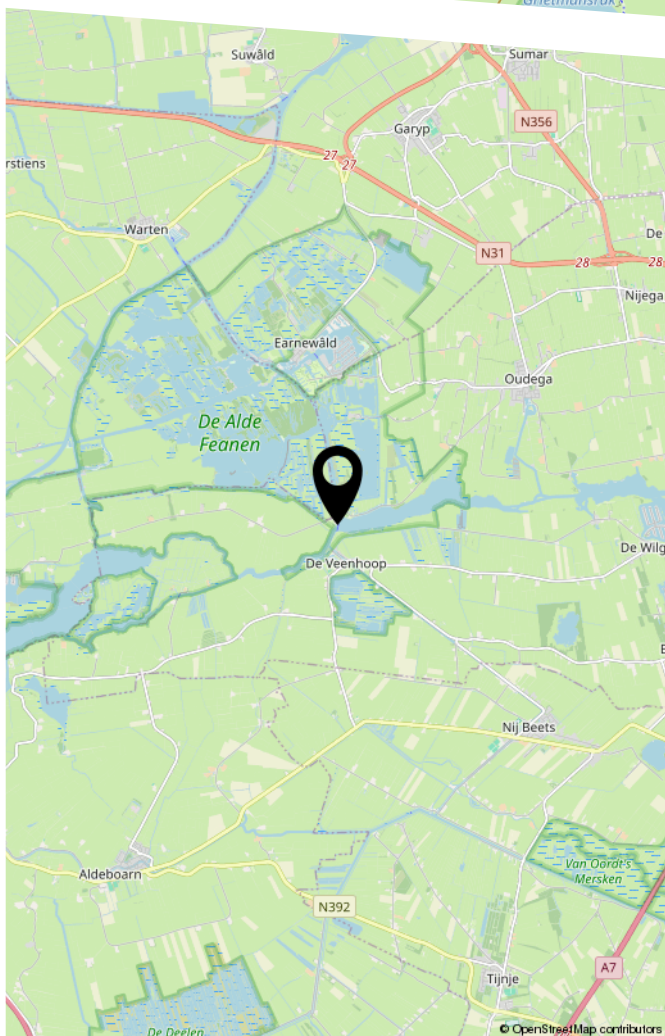 Grietmansrak
Suwâld
Sumar
N356
Garyp
27
27
rstiens
Warten
De
N31
28
28
Nijega
Earnewâld
Oudega
De Alde
Feanen
De Wilg
De Veenhoop
E
Nij Beets
Van Oordt's
Mersken
Aldeboarn
N392
A7
Tijnje
De Deelen
© OpenStreetMap contributors